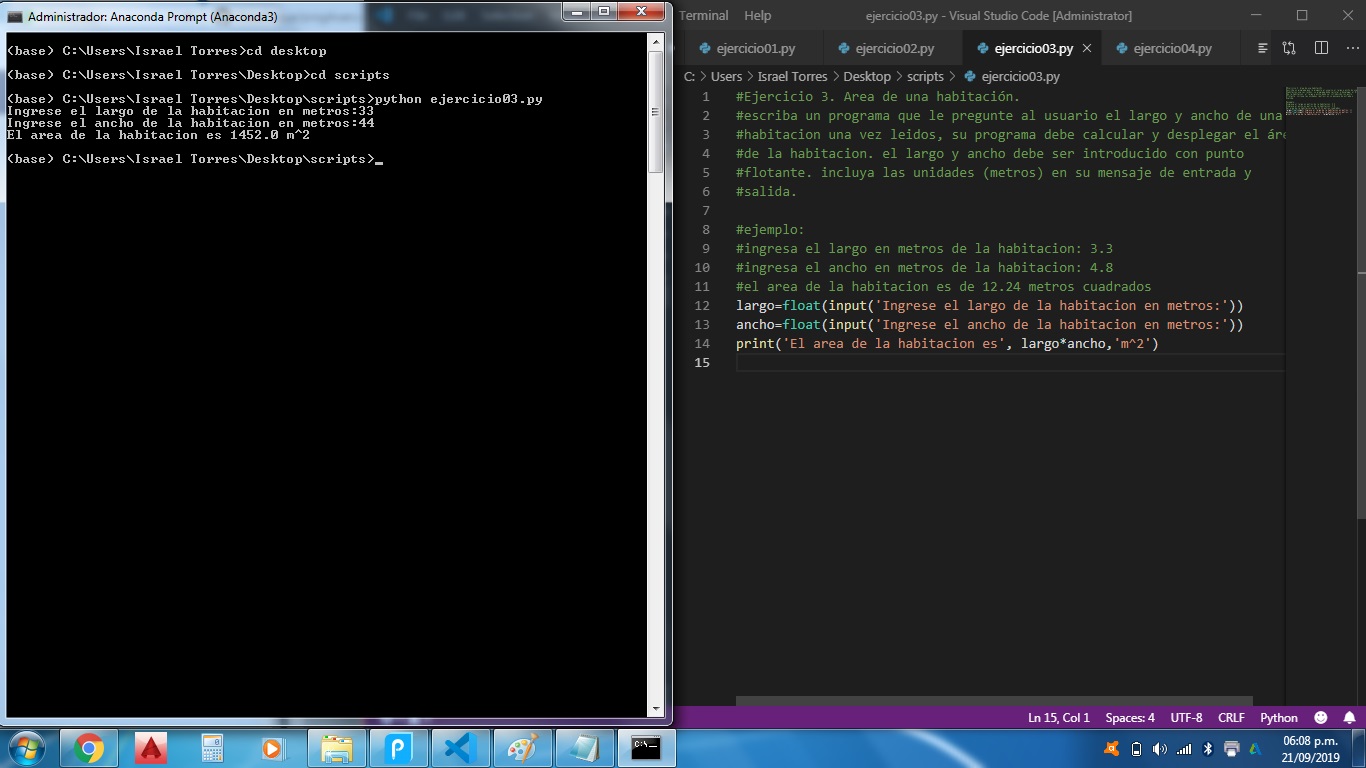 Administrador: Anaconda Prompt (Anaconda3)
(base) C:\Users\Israel Torres>cd desktop
(base) C:\Users\Israel Torres\Desktop>cd scripts
(base) C:\Users\Israel Torres\Desktop\scripts>python ejercicio03.py
Ingrese el largo de la habitacion en metros:33
Ingrese el ancho de la habitacion en metros:44
El area de la habitacion es 1452.0 m^2
(base) C:\Users\Israel Torres\Desktop\scripts>_
Terminal Help ejercicio03.py - Visual Studio Code [Administrator]
ejercicio01.py ejercicio02.py ejercicio03.py ejercicio04.py
C: > Users > Israel Torres > Desktop > scripts > ejercicio03.py
1 #Ejercicio 3. Area de una habitación.
2 #escriba un programa que le pregunte al usuario el largo y ancho de una
3 #habitacion una vez leidos, su programa debe calcular y desplegar el áre
4 #de la habitacion. el largo y ancho debe ser introducido con punto
5 #flotante. incluya las unidades (metros) en su mensaje de entrada y
6 #salida.
7
8 #ejemplo:
9 #ingresa el largo en metros de la habitacion: 3.3
10 #ingresa el ancho en metros de la habitacion: 4.8
11 #el area de la habitacion es de 12.24 metros cuadrados
12 largo=float(input('Ingrese el largo de la habitacion en metros:'))
13 ancho=float(input('Ingrese el ancho de la habitacion en metros:'))
14 print('El area de la habitacion es', largo*ancho,'m^2')
15
Ln 15, Col 1 Spaces: 4 UTF-8 CRLF Python
06:08 p.m.
21/09/2019